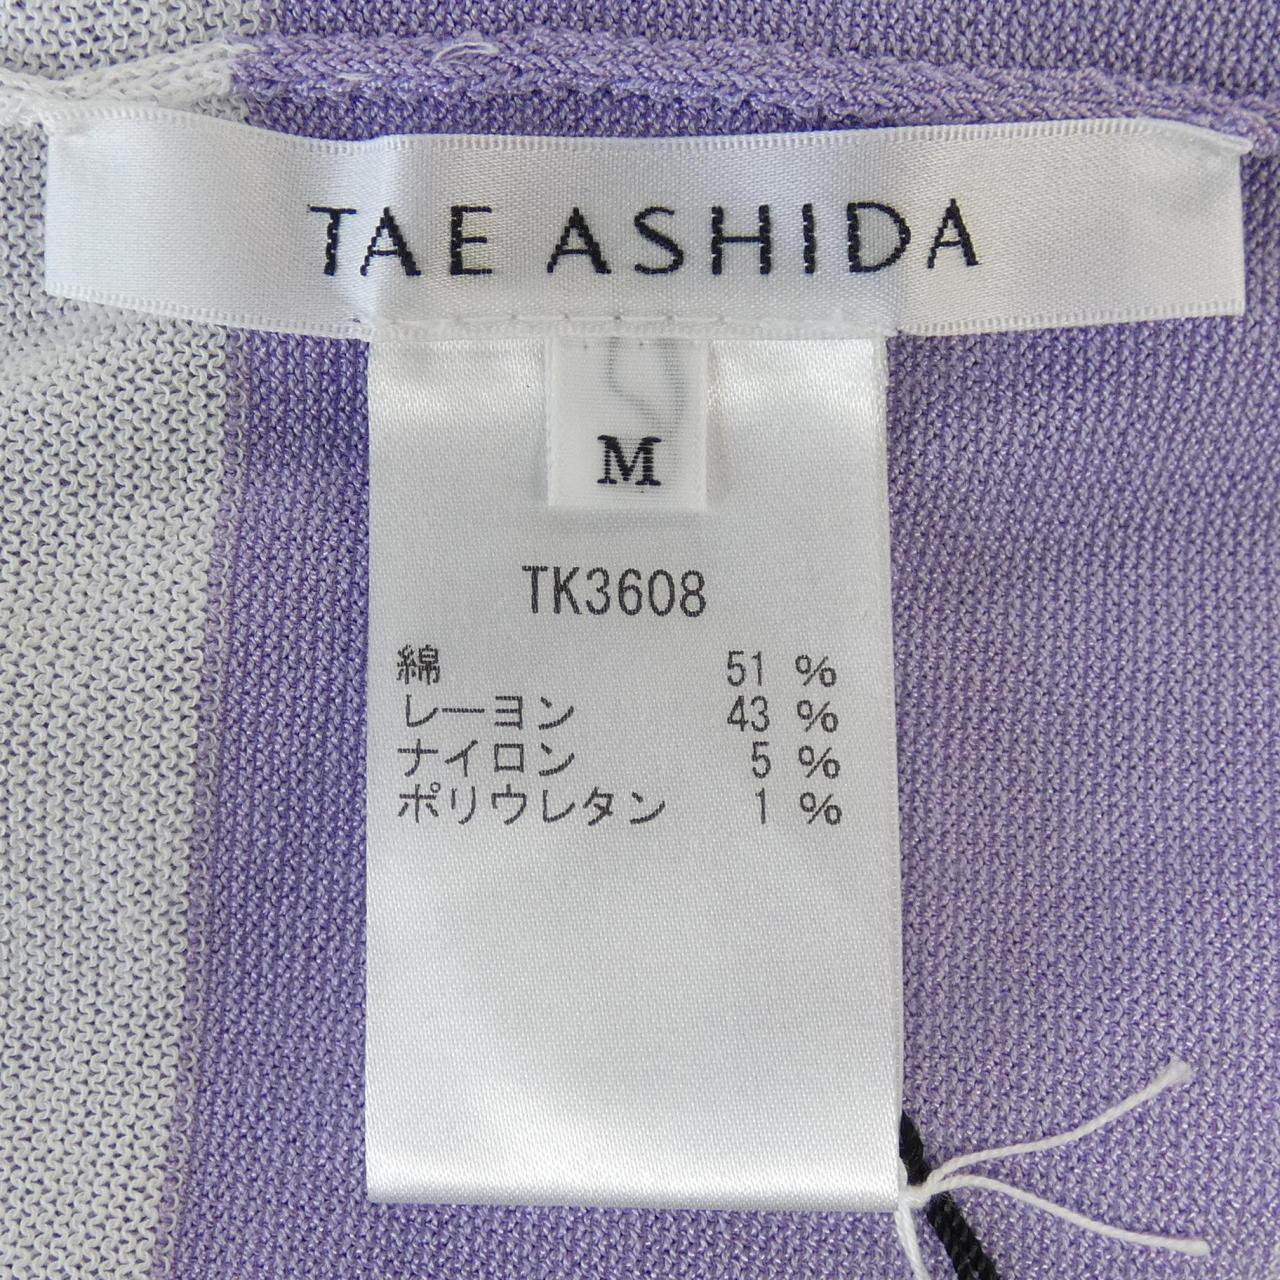 TAE ASHIDA
M
TK3608
綿 51 %
レーヨン 43 %
ナイロン 5 %
ポリウレタン 1 %